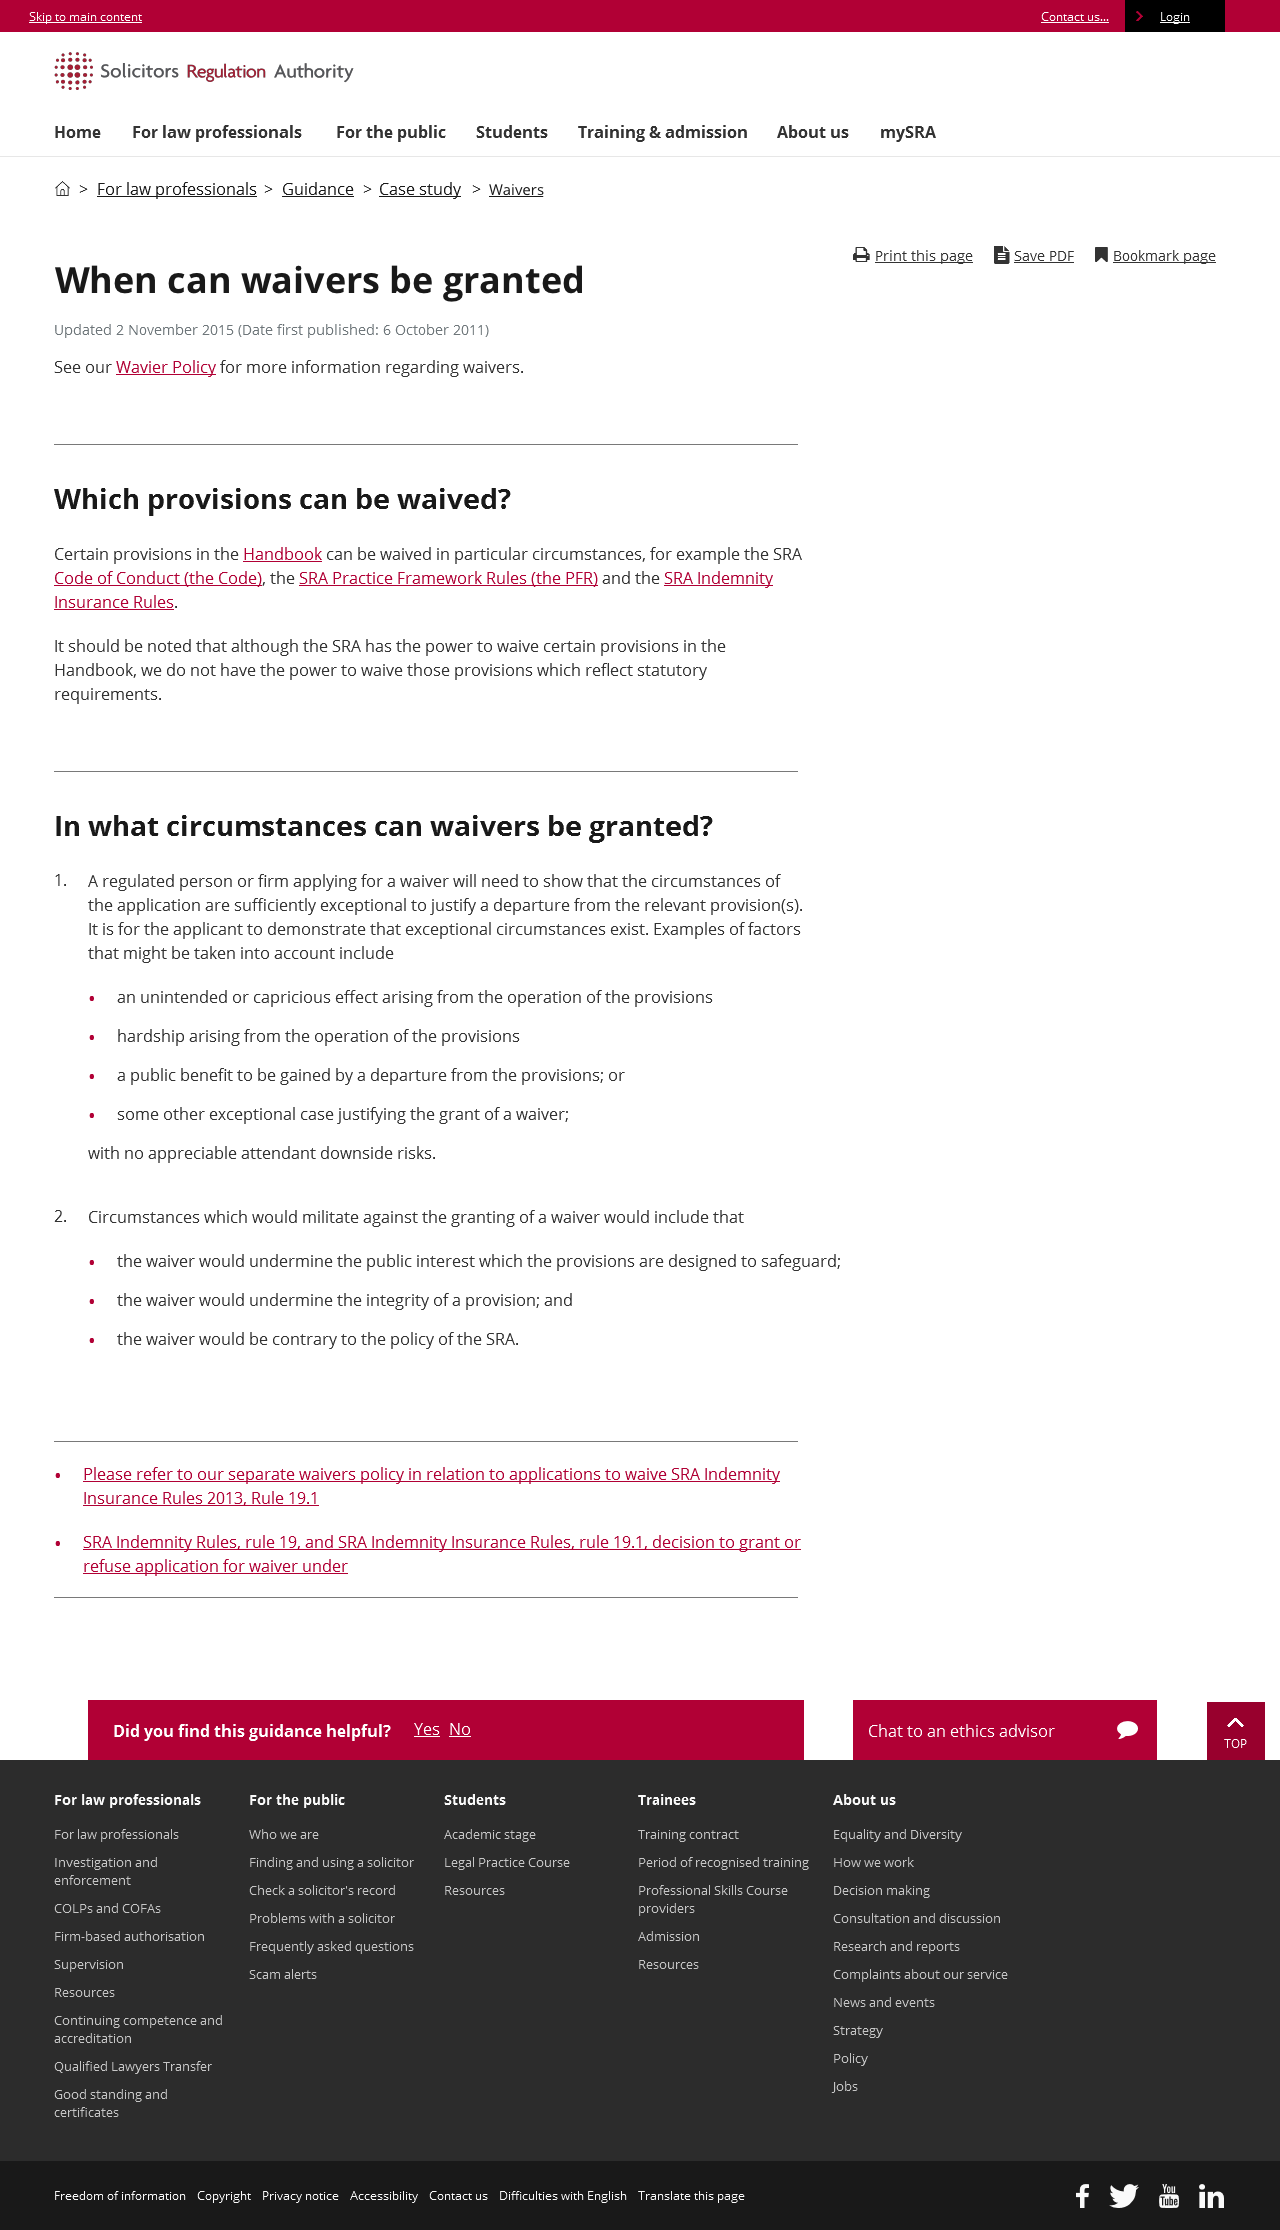 Skip to main content
Contact us... Login
Solicitors Regulation Authority
Home For law professionals For the public Students Training & admission About us mySRA
> For law professionals > Guidance > Case study > Waivers
Print this page Save PDF Bookmark page
When can waivers be granted
Updated 2 November 2015 (Date first published: 6 October 2011)
See our Wavier Policy for more information regarding waivers.
Which provisions can be waived?
Certain provisions in the Handbook can be waived in particular circumstances, for example the SRA
Code of Conduct (the Code), the SRA Practice Framework Rules (the PFR) and the SRA Indemnity
Insurance Rules.
It should be noted that although the SRA has the power to waive certain provisions in the
Handbook, we do not have the power to waive those provisions which reflect statutory
requirements.
In what circumstances can waivers be granted?
1. A regulated person or firm applying for a waiver will need to show that the circumstances of
the application are sufficiently exceptional to justify a departure from the relevant provision(s).
It is for the applicant to demonstrate that exceptional circumstances exist. Examples of factors
that might be taken into account include
• an unintended or capricious effect arising from the operation of the provisions
• hardship arising from the operation of the provisions
• a public benefit to be gained by a departure from the provisions; or
• some other exceptional case justifying the grant of a waiver;
with no appreciable attendant downside risks.
2. Circumstances which would militate against the granting of a waiver would include that
• the waiver would undermine the public interest which the provisions are designed to safeguard;
• the waiver would undermine the integrity of a provision; and
• the waiver would be contrary to the policy of the SRA.
• Please refer to our separate waivers policy in relation to applications to waive SRA Indemnity
Insurance Rules 2013, Rule 19.1
• SRA Indemnity Rules, rule 19, and SRA Indemnity Insurance Rules, rule 19.1, decision to grant or
refuse application for waiver under
Did you find this guidance helpful? Yes No
Chat to an ethics advisor
TOP
For law professionals
For law professionals
Investigation and
enforcement
COLPs and COFAs
Firm-based authorisation
Supervision
Resources
Continuing competence and
accreditation
Qualified Lawyers Transfer
Good standing and
certificates
For the public
Who we are
Finding and using a solicitor
Check a solicitor's record
Problems with a solicitor
Frequently asked questions
Scam alerts
Students
Academic stage
Legal Practice Course
Resources
Trainees
Training contract
Period of recognised training
Professional Skills Course
providers
Admission
Resources
About us
Equality and Diversity
How we work
Decision making
Consultation and discussion
Research and reports
Complaints about our service
News and events
Strategy
Policy
Jobs
Freedom of information Copyright Privacy notice Accessibility Contact us Difficulties with English Translate this page
You
Tube
in